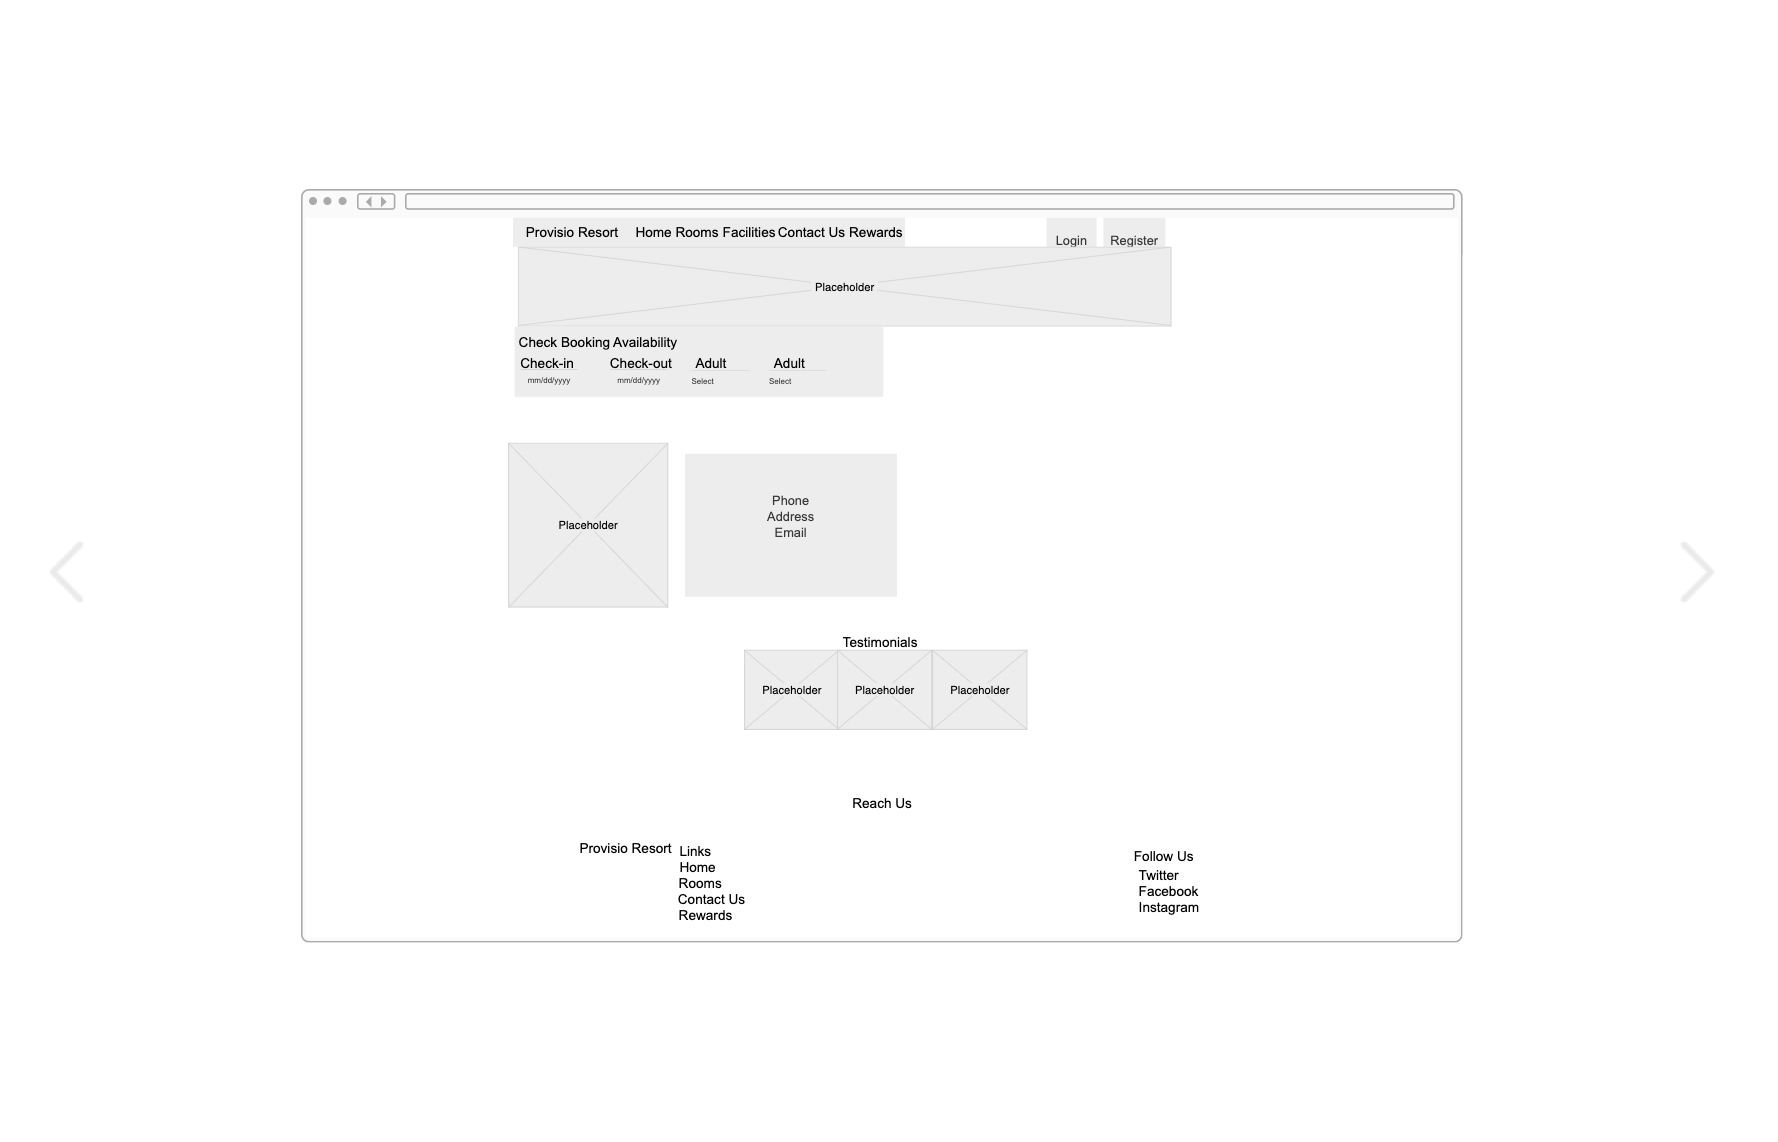 Provisio Resort Home Rooms Facilities Contact Us Rewards
Login Register
Placeholder
Check Booking Availability
Check-in Check-out Adult Adult
mm/dd/yyyy mm/dd/yyyy Select Select
Placeholder
Phone
Address
Email
Testimonials
Placeholder Placeholder Placeholder
Reach Us
Provisio Resort
Links
Home
Rooms
Contact Us
Rewards
Follow Us
Twitter
Facebook
Instagram